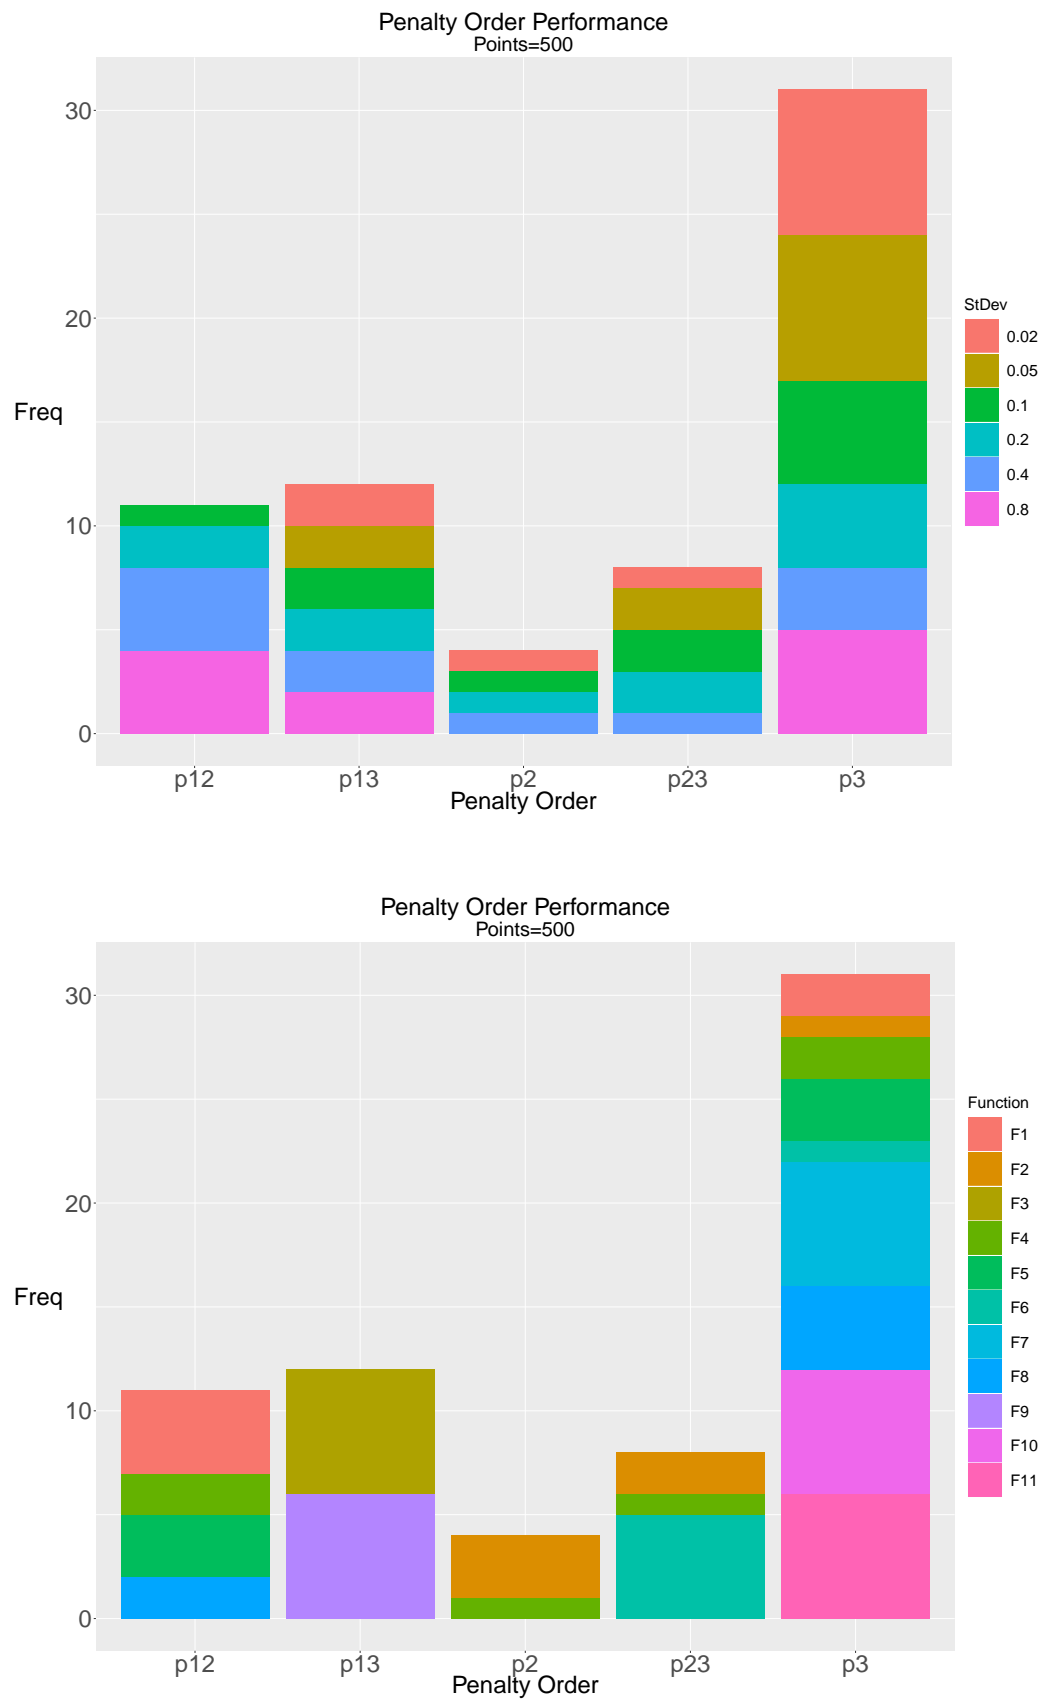 Penalty Order Performance
Points=500
30
20
10
0
Freq
p12 p13 p2 p23 p3
Penalty Order
StDev
0.02
0.05
0.1
0.2
0.4
0.8
Penalty Order Performance
Points=500
30
20
10
0
Freq
p12 p13 p2 p23 p3
Penalty Order
Function
F1
F2
F3
F4
F5
F6
F7
F8
F9
F10
F11